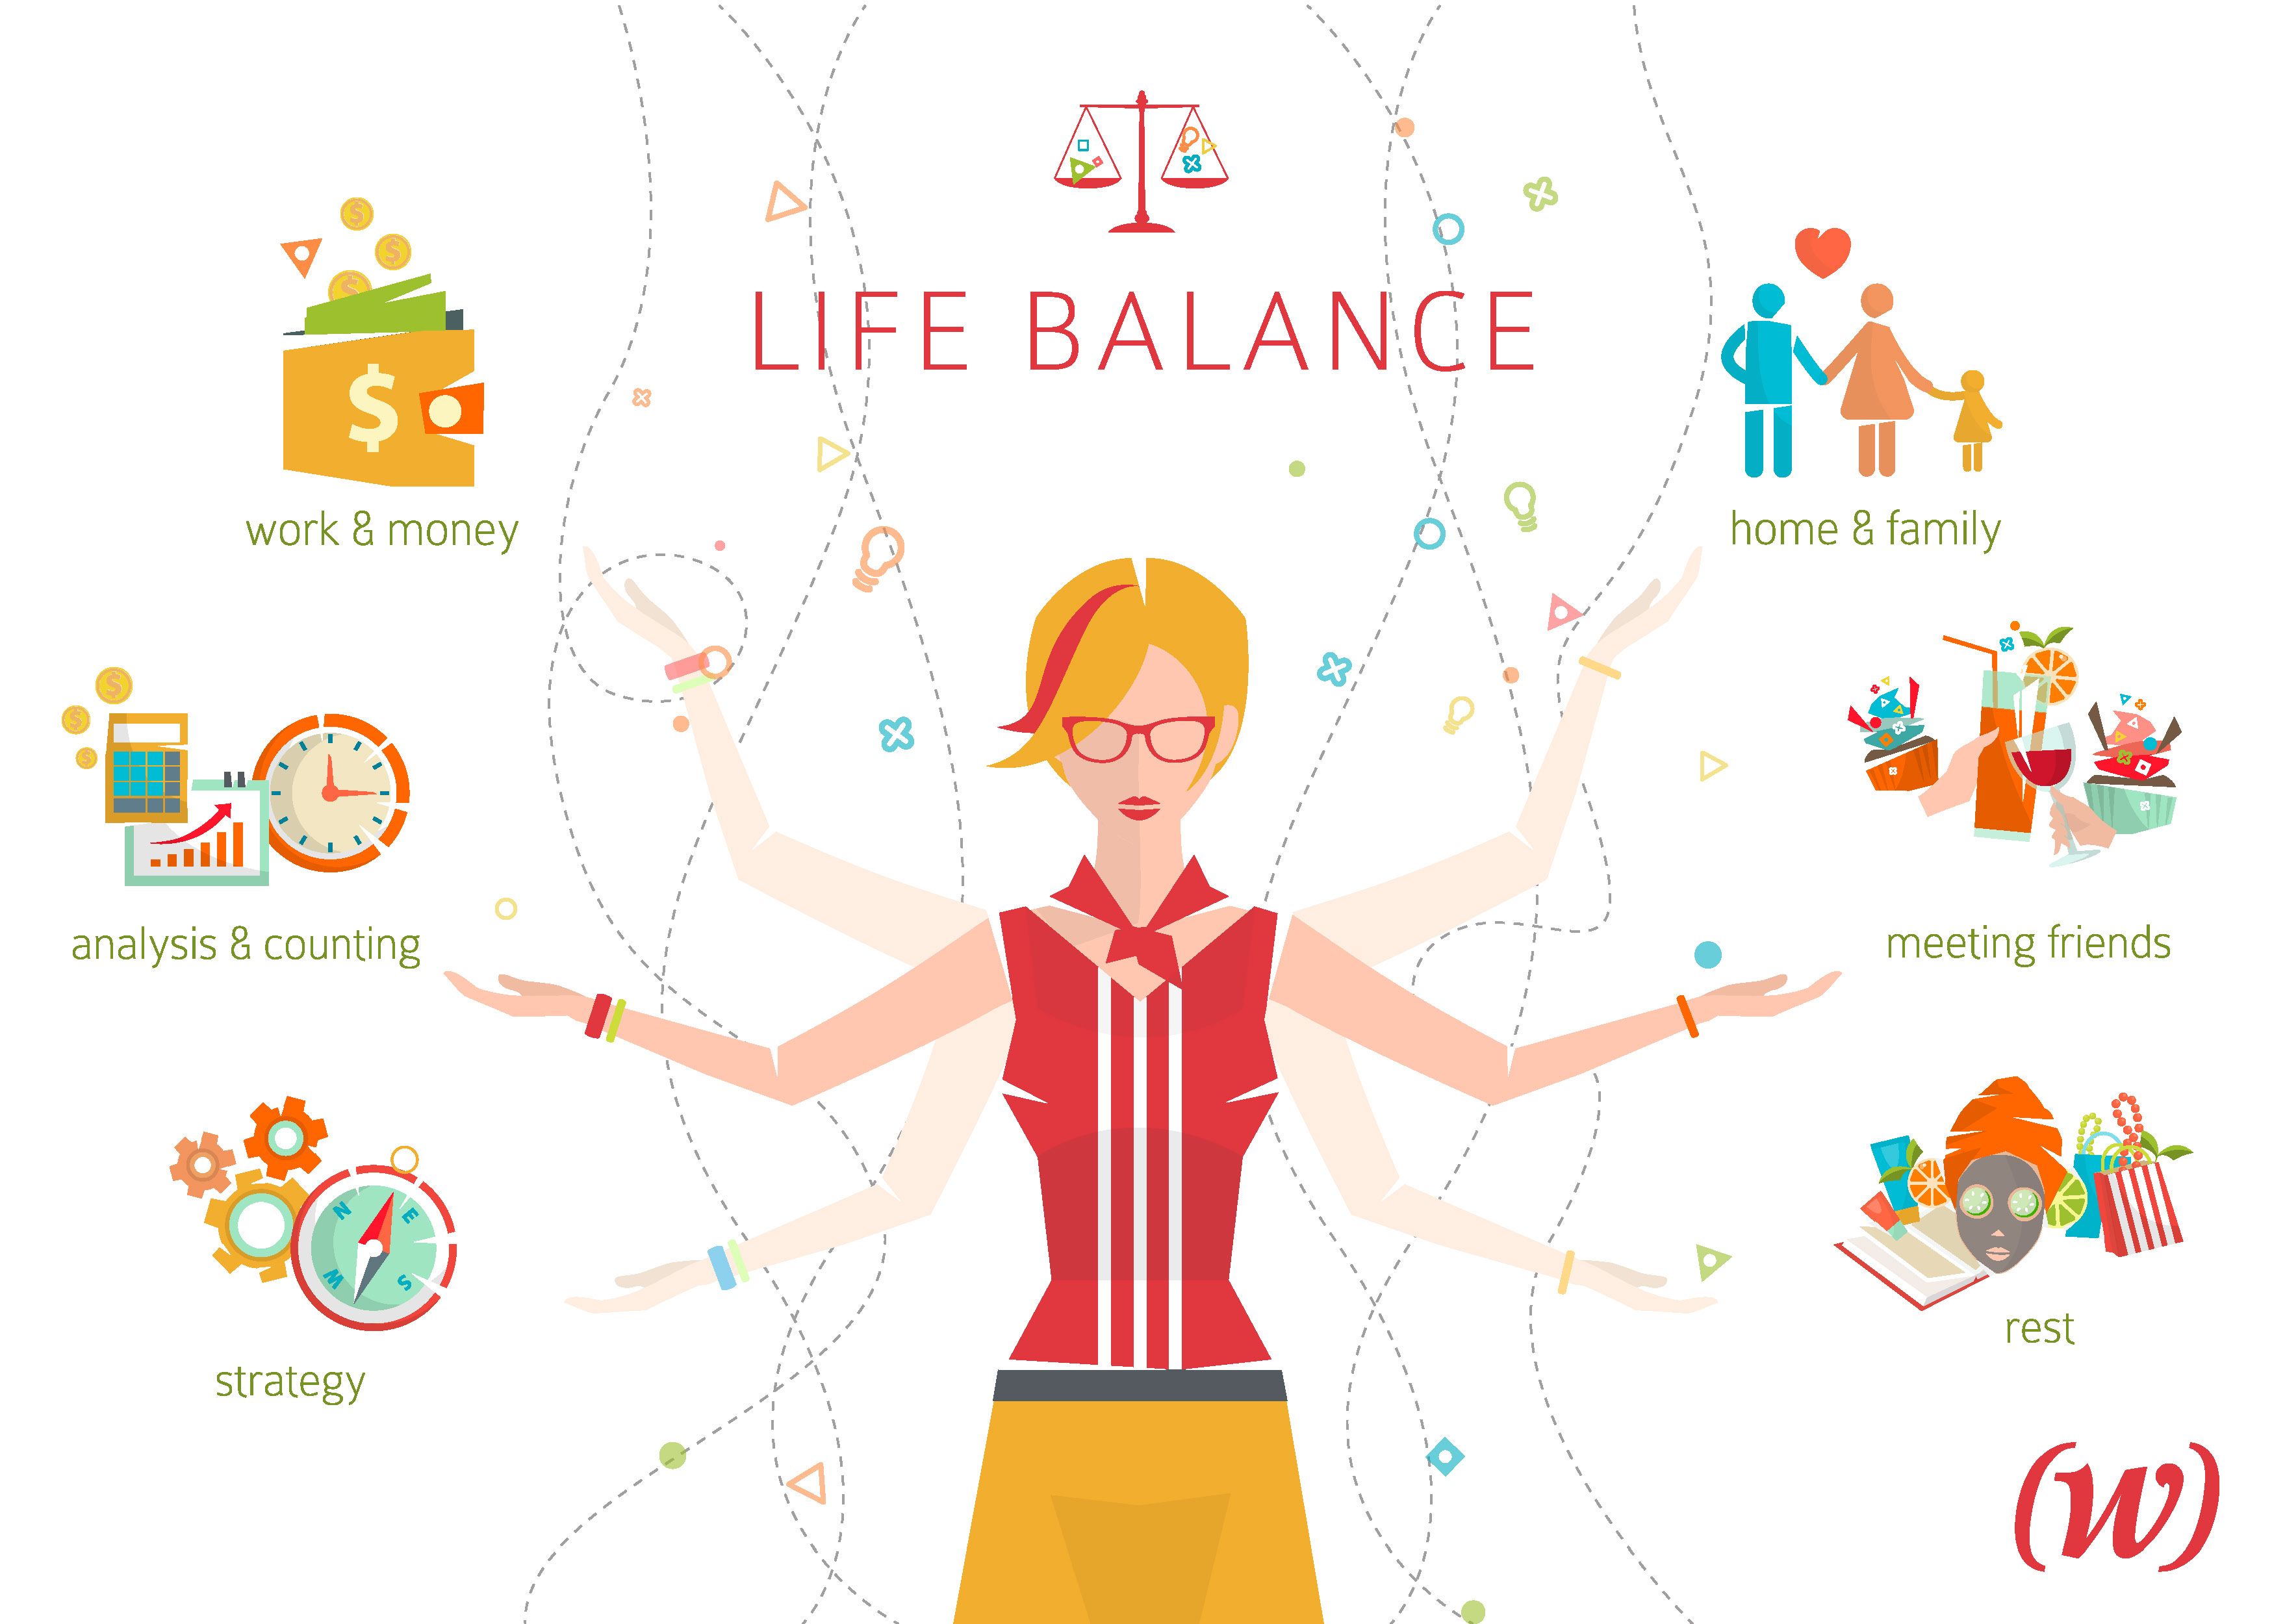 LIFE BALANCE
$
$
$
$
work & money
home & family
$
$
$
analysis & counting
meeting friends
N
E
W
S
strategy
rest
(w)